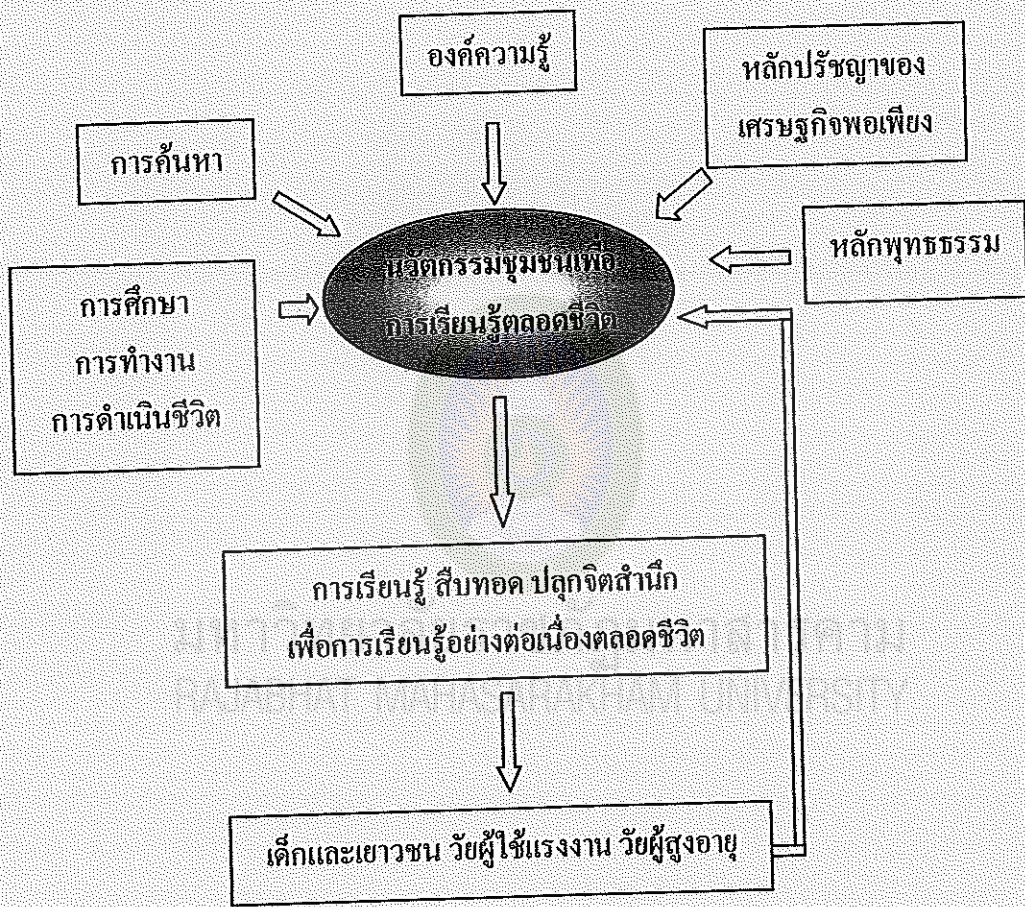 องค์ความรู้
หลักปรัชญาของ
เศรษฐกิจพอเพียง
การค้นหา
หลักพุทธธรรม
นวัตกรรมชุมชนเพื่อ
การเรียนรู้ตลอดชีวิต
การศึกษา
การทำงาน
การดำเนินชีวิต
การเรียนรู้ สืบทอด ปลุกจิตสำนึก
เพื่อการเรียนรู้อย่างต่อเนื่องตลอดชีวิต
RAJABHAT MAHASARAKHAM UNIVERSITY
เด็กและเยาวชน วัยผู้ใช้แรงงาน วัยผู้สูงอายุ